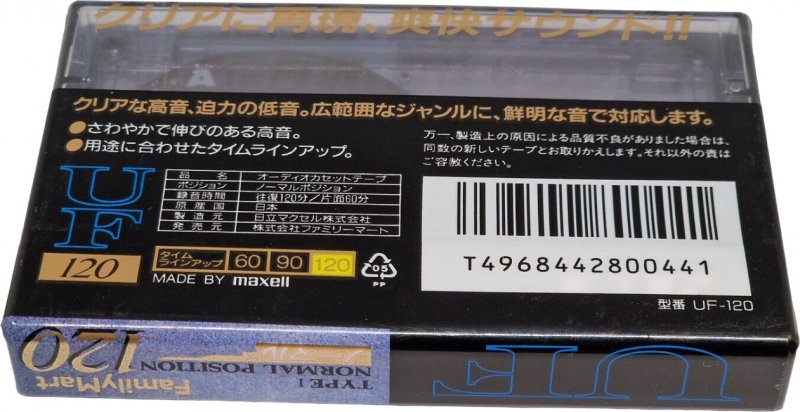 クリアに再現、爽快サウンド!!
A
クリアな高音、迫力の低音。広範囲なジャンルに、鮮明な音で対応します。
●さわやかで伸びのある高音。
●用途に合わせたタイムラインアップ。
万一、製造上の原因による品質不良がありました場合は、
同数の新しいテープとお取りかえします。それ以外の責は
ご容赦ください。
UF
120
品名 オーディオカセットテープ
ポジション ノーマルポジション
録音時間 往復120分/片面60分
原産国 日本
製造元 日立マクセル株式会社
発売元 株式会社ファミリーマート
タイムラインアップ 60 90 120
MADE BY maxell
05
PP
T4968442800441
型番 UF-120
FamilyMart
120
ノーマル
TYPE I
NORMAL POSITION
UF